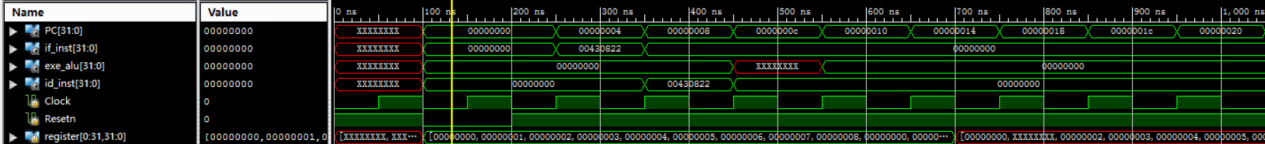 Name Value 0 ns 100 ns 200 ns 300 ns 400 ns 500 ns 600 ns 700 ns 800 ns 900 ns 1,000 ns
PC[31:0] 00000000 XXXXXXXX 00000000 00000004 00000008 0000000c 00000010 00000014 00000018 0000001c 00000020
if_inst[31:0] 00000000 XXXXXXXX 00000000 00430822 00000000
exe_alu[31:0] 00000000 XXXXXXXX 00000000 XXXXXXXX 00000000
id_inst[31:0] 00000000 XXXXXXXX 00000000 00430822 00000000
Clock 0
Resetn 0
register[0:31,31:0] [00000000,00000001,0 [XXXXXXXX, XXX... [00000000, 00000001, 00000002, 00000003, 00000004, 00000005, 00000006, 00000007, 00000008, 00000000, 00000... [00000000, XXXXXXXX, 00000002, 00000003, 00000004, 00000005, 00